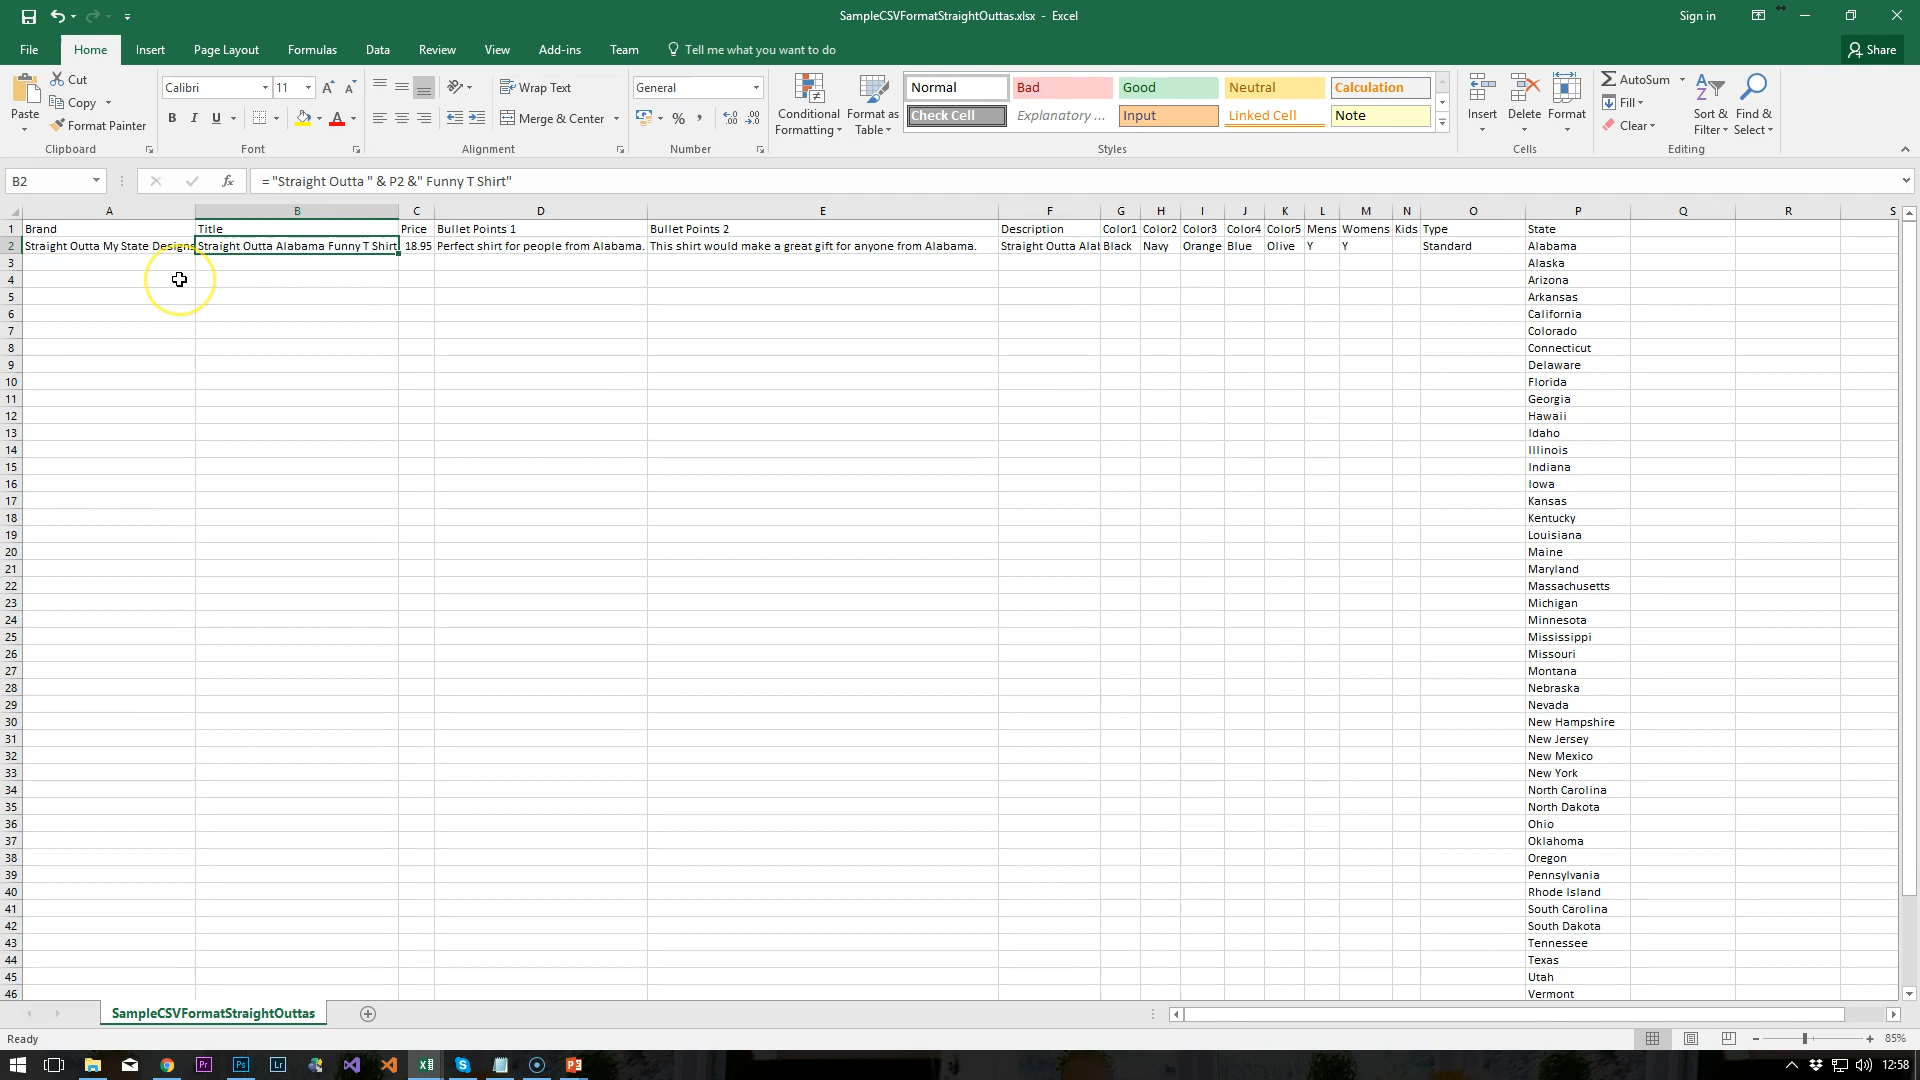 SampleCSVFormatStraightOuttas.xlsx - Excel
Sign in
File Home Insert Page Layout Formulas Data Review View Add-ins Team Tell me what you want to do Share
Paste
Cut
Copy
Format Painter
Clipboard
Calibri 11
B I U
Font
Wrap Text
Merge & Center
Alignment
General
Number
Conditional Formatting
Format as Table
Normal Bad Good Neutral Calculation
Check Cell Explanatory ... Input Linked Cell Note
Styles
Insert Delete Format
Cells
AutoSum
Fill
Clear
Sort & Filter
Find & Select
Editing
B2 fx = "Straight Outta " & P2 &" Funny T Shirt"
A B C D E F G H I J K L M N O P Q R S
1 Brand Title Price Bullet Points 1 Bullet Points 2 Description Color1 Color2 Color3 Color4 Color5 Mens Womens Kids Type State
2 Straight Outta My State Designs Straight Outta Alabama Funny T Shirt 18.95 Perfect shirt for people from Alabama. This shirt would make a great gift for anyone from Alabama. Straight Outta Alab Black Navy Orange Blue Olive Y Y Standard Alabama
3 Alaska
4 Arizona
5 Arkansas
6 California
7 Colorado
8 Connecticut
9 Delaware
10 Florida
11 Georgia
12 Hawaii
13 Idaho
14 Illinois
15 Indiana
16 Iowa
17 Kansas
18 Kentucky
19 Louisiana
20 Maine
21 Maryland
22 Massachusetts
23 Michigan
24 Minnesota
25 Mississippi
26 Missouri
27 Montana
28 Nebraska
29 Nevada
30 New Hampshire
31 New Jersey
32 New Mexico
33 New York
34 North Carolina
35 North Dakota
36 Ohio
37 Oklahoma
38 Oregon
39 Pennsylvania
40 Rhode Island
41 South Carolina
42 South Dakota
43 Tennessee
44 Texas
45 Utah
46 Vermont
SampleCSVFormatStraightOuttas
Ready
85%
Pr Ps Lr
12:58